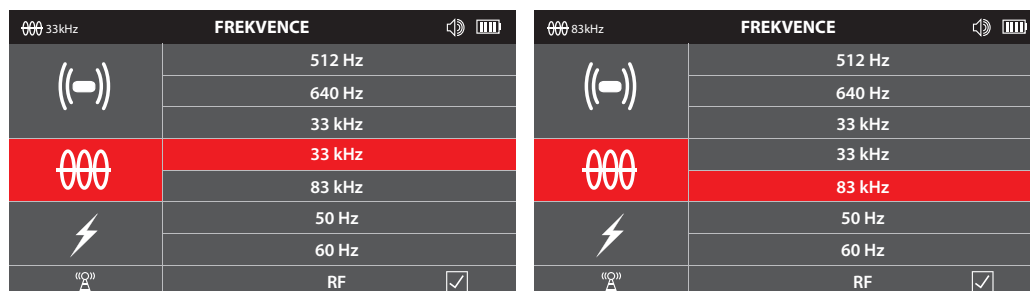 33kHz FREKVENCE
512 Hz
640 Hz
33 kHz
33 kHz
83 kHz
50 Hz
60 Hz
RF
83kHz FREKVENCE
512 Hz
640 Hz
33 kHz
33 kHz
83 kHz
50 Hz
60 Hz
RF